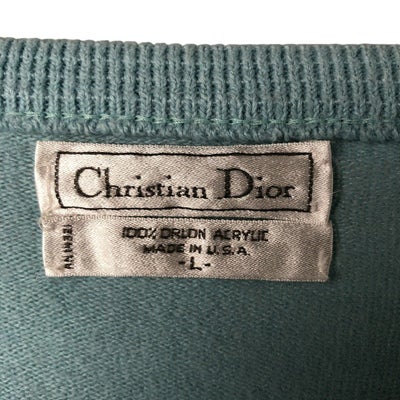 Christian Dior
100% ORLON ACRYLIC
MADE IN U.S.A.
-L-